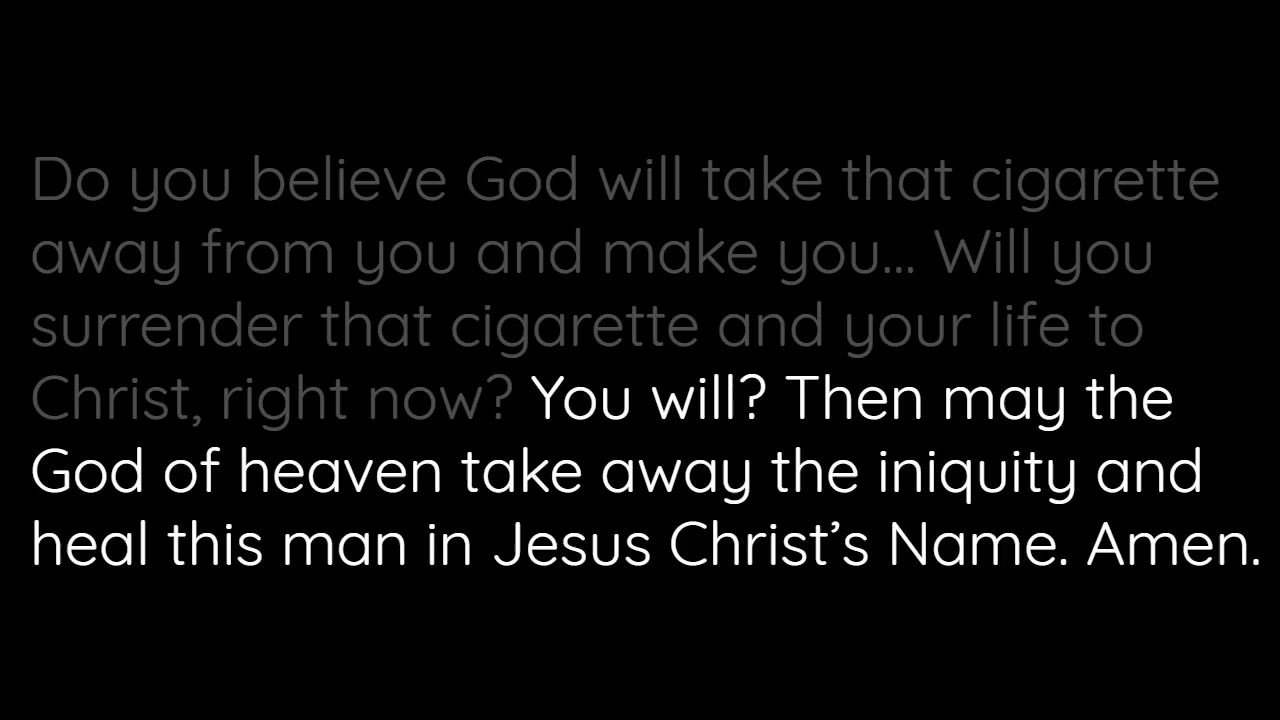 Do you believe God will take that cigarette
away from you and make you... Will you
surrender that cigarette and your life to
Christ, right now? You will? Then may the
God of heaven take away the iniquity and
heal this man in Jesus Christ’s Name. Amen.